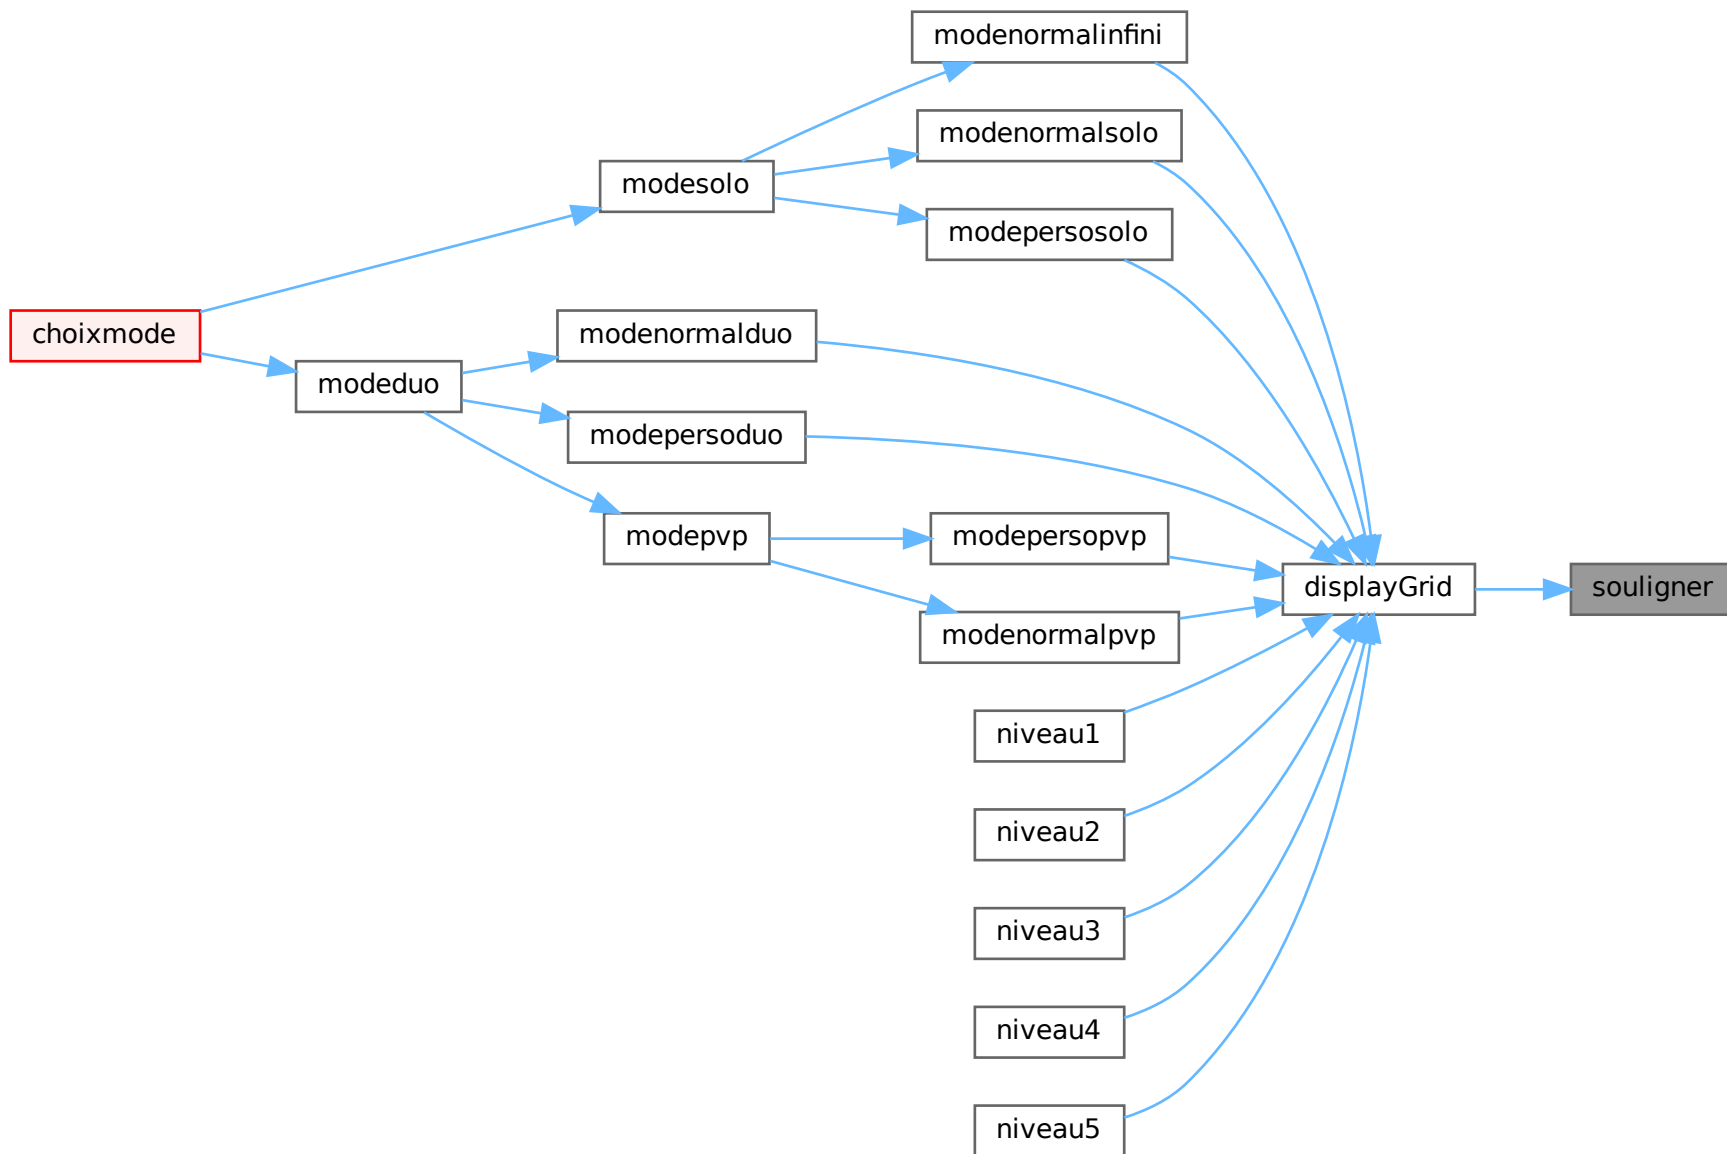 modenormalinfini
modenormalsolo
modesolo
modepersosolo
choixmode
modenormalduo
modeduo
modepersoduo
modepvp
modepersopvp
displayGrid
souligner
modenormalpvp
niveau1
niveau2
niveau3
niveau4
niveau5